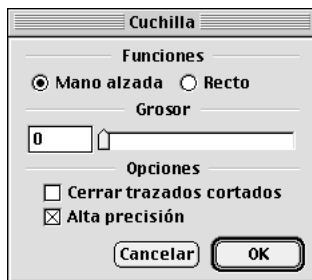 Cuchilla
Funciones
Mano alzada Recto
Grosor
0
Opciones
Cerrar trazados cortados
Alta precisión
Cancelar OK